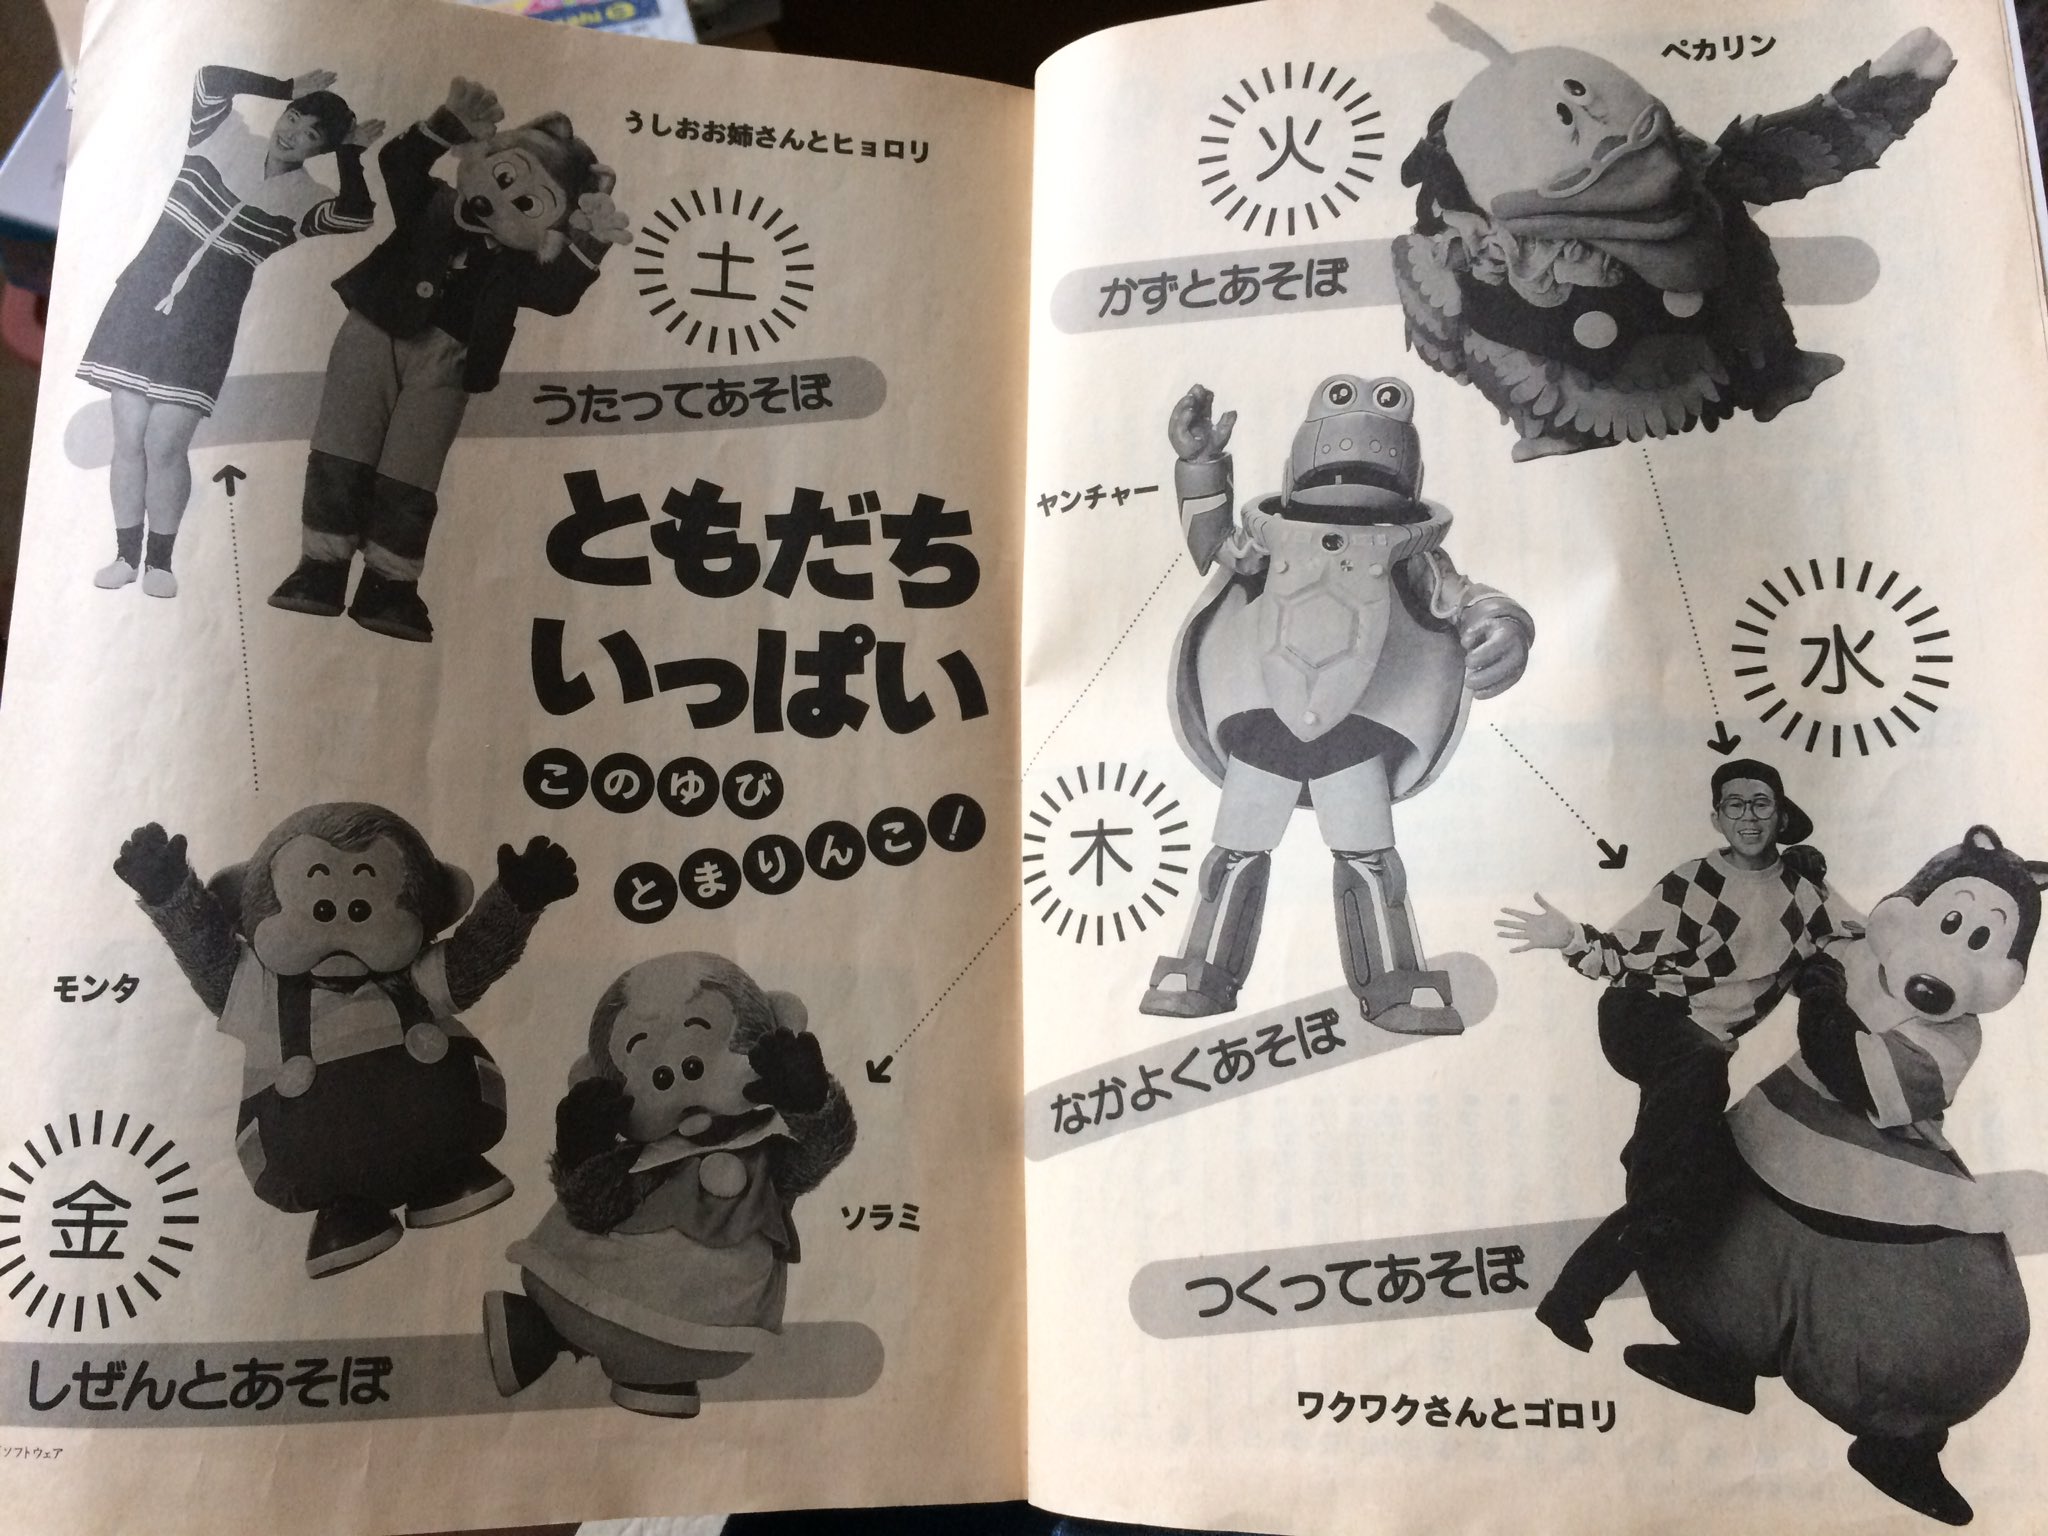 ペカリン
火
かずとあそぼ
水
ワクワクさんとゴロリ
つくってあそぼ
ヤンチャー
木
なかよくあそぼ
ともだち
いっぱい
このゆび
とまりんこ!
モンタ
ソラミ
金
しぜんとあそぼ
うしおお姉さんとヒョロリ
土
うたってあそぼ
ソフトウェア